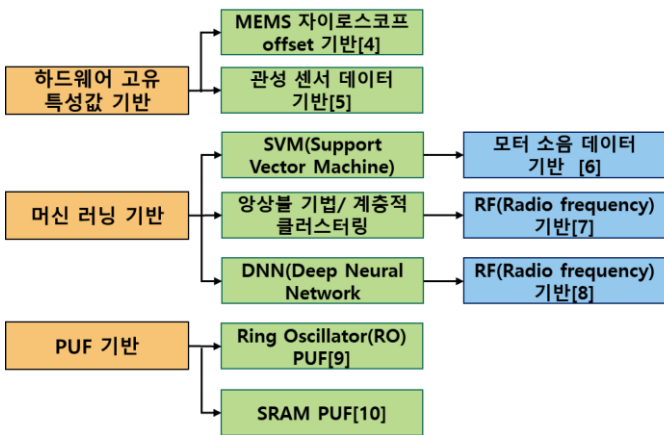 MEMS 자이로스코프
offset 기반[4]
하드웨어 고유
특성값 기반
관성 센서 데이터
기반[5]
SVM(Support
Vector Machine)
모터 소음 데이터
기반 [6]
머신 러닝 기반
앙상블 기법/ 계층적
클러스터링
RF(Radio frequency)
기반[7]
DNN(Deep Neural
Network
RF(Radio frequency)
기반[8]
PUF 기반
Ring Oscillator(RO)
PUF[9]
SRAM PUF[10]